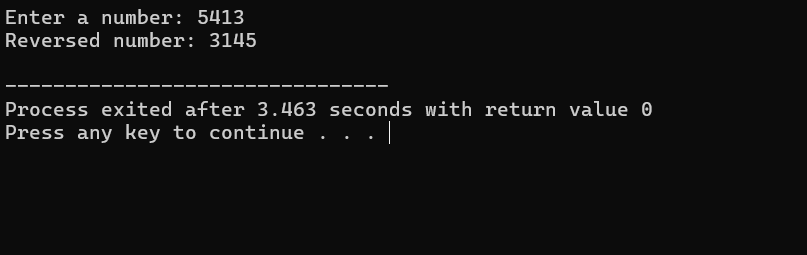 Enter a number: 5413
Reversed number: 3145
--------------------------------
Process exited after 3.463 seconds with return value 0
Press any key to continue . . .